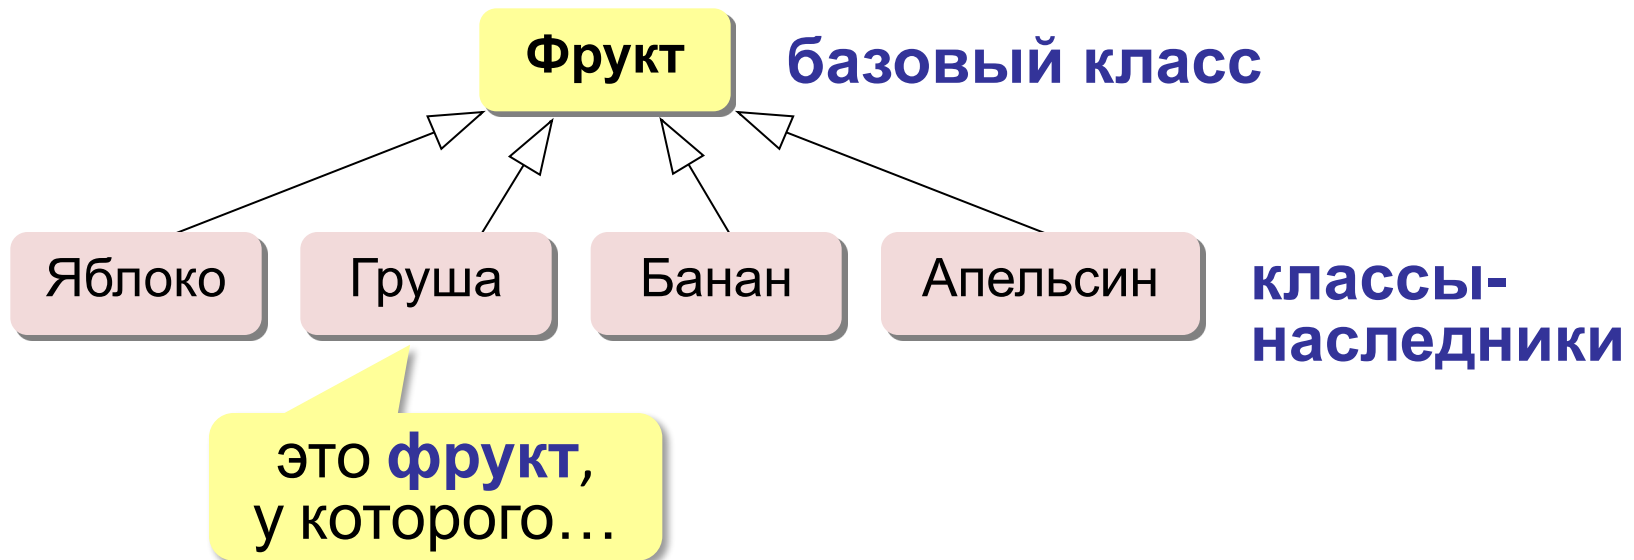 Фрукт
базовый класс
Яблоко
Груша
Банан
Апельсин
классы-
наследники
это фрукт,
у которого…